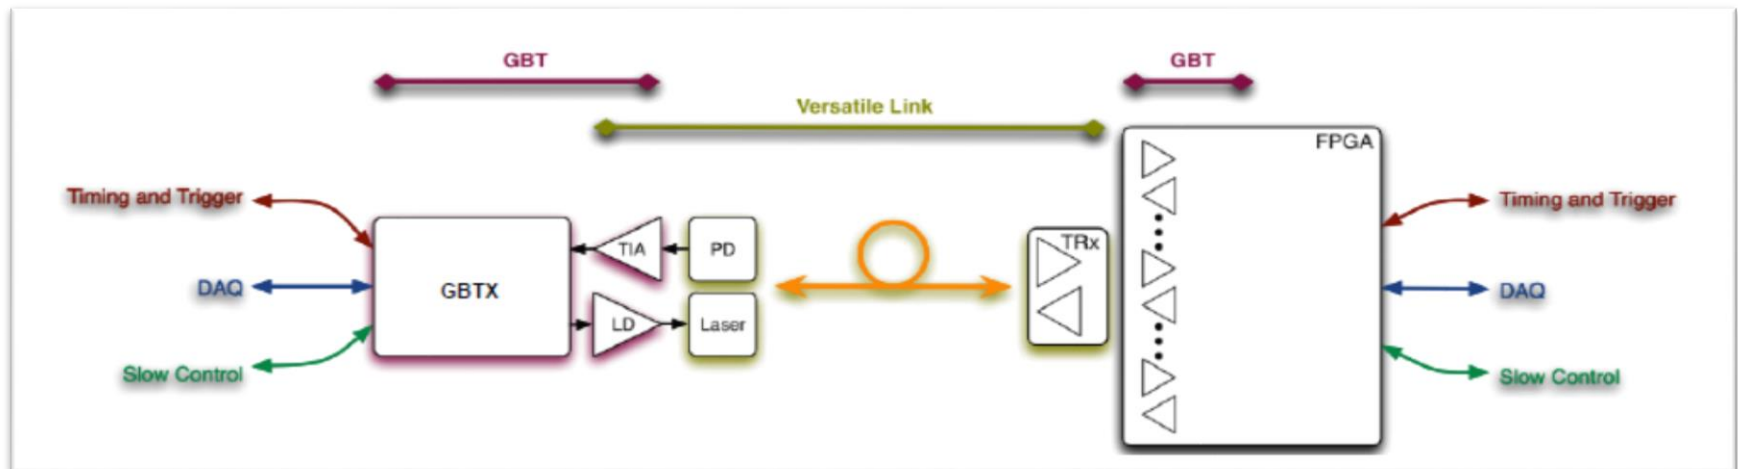 GBT
GBT
Versatile Link
FPGA
Timing and Trigger
Timing and Trigger
TRx
TIA
PD
DAQ
GBTX
DAQ
LD
Laser
Slow Control
Slow Control